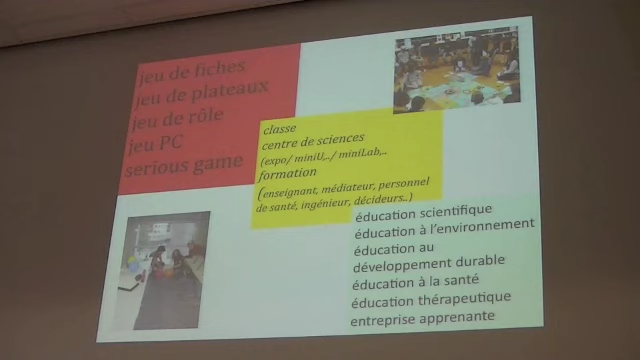 jeu de fiches
jeu de plateaux
jeu de rôle
jeu PC
serious game
classe
centre de sciences
(expo/ miniU,../ miniLab,..
formation
(enseignant, médiateur, personnel
de santé, ingénieur, décideurs..)
éducation scientifique
éducation à l'environnement
éducation au
développement durable
éducation à la santé
éducation thérapeutique
entreprise apprenante